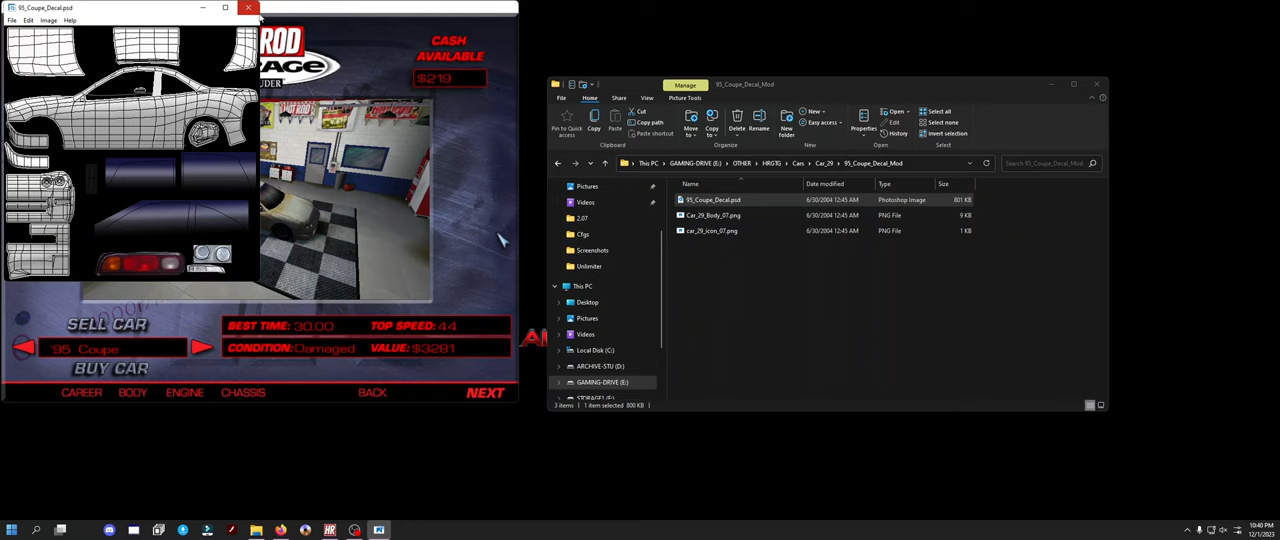 95_Coupe_Decal.psd
File Edit Image Help
ROD
RAGE
CASH
AVAILABLE
$219
SELL CAR
'95 Coupe
BUY CAR
BEST TIME: 30.00 TOP SPEED: 44
CONDITION: Damaged VALUE: $3281
CAREER BODY ENGINE CHASSIS BACK NEXT
Manage 95_Coupe_Decal_Mod
File Home Share View Picture Tools
Pin to Quick access
Copy
Paste
Cut
Copy path
Paste shortcut
Clipboard
Move to
Copy to
Delete
Rename
Organize
New folder
New
Easy access
New
Properties
Open
Edit
History
Open
Select all
Select none
Invert selection
Select
This PC > GAMING-DRIVE (E:) > OTHER > HRGTG > Cars > Car_29 > 95_Coupe_Decal_Mod
Search 95_Coupe_Decal_Mod
Name Date modified Type Size
95_Coupe_Decal.psd 6/30/2004 12:45 AM Photoshop Image 801 KB
Car_29_Body_07.png 6/30/2004 12:45 AM PNG File 9 KB
car_29_icon_07.png 6/30/2004 12:45 AM PNG File 1 KB
Pictures
Videos
2.07
Cfgs
Screenshots
Unlimiter
This PC
Desktop
Pictures
Videos
Local Disk (C:)
ARCHIVE-STU (D:)
GAMING-DRIVE (E:)
STORAGE1 (F:)
3 items 1 item selected 800 KB
HR
10:40 PM
12/1/2023